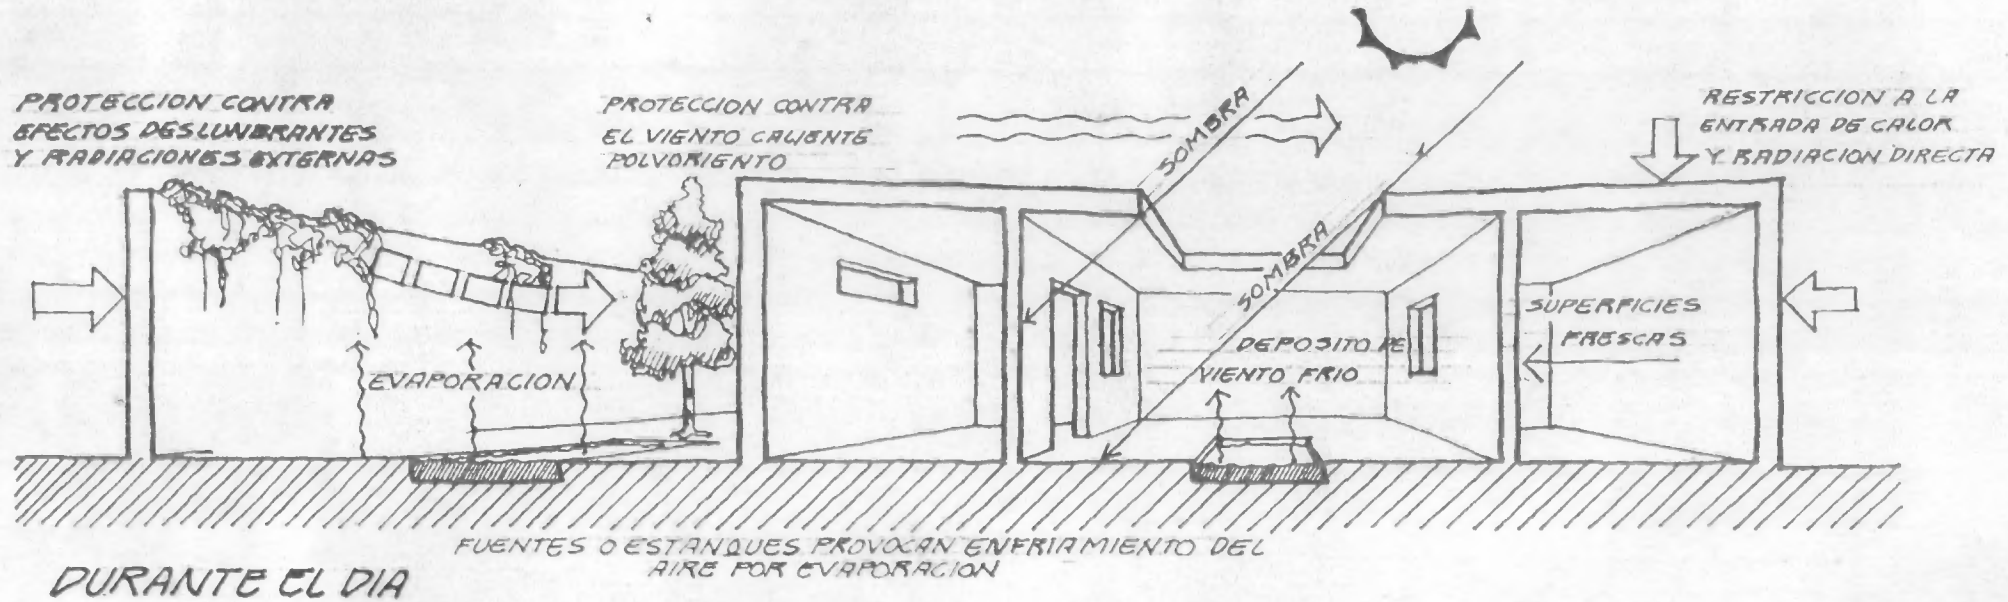 PROTECCION CONTRA
EFECTOS DESLUNBRANTES
Y RADIACIONES EXTERNAS
PROTECCION CONTRA
EL VIENTO CALIENTE
POLVORIENTO
SOMBRA
RESTRICCION A LA
ENTRADA DE CALOR
Y RADIACION DIRECTA
SOMBRA
SUPERFICIES
FRESCAS
DEPOSITO DE
VIENTO FRIO
EVAPORACION
FUENTES O ESTANQUES PROVOCAN ENFRIAMIENTO DEL
AIRE POR EVAPORACION
DURANTE EL DIA